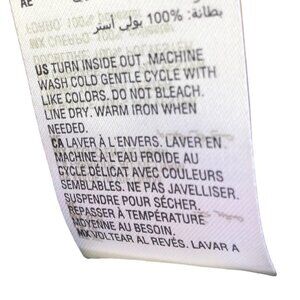 AE
بطانة: 100% بولي أستر
US TURN INSIDE OUT. MACHINE
WASH COLD GENTLE CYCLE WITH
LIKE COLORS. DO NOT BLEACH.
LINE DRY. WARM IRON WHEN
NEEDED.
CA LAVER À L'ENVERS. LAVER EN
MACHINE À L'EAU FROIDE AU
CYCLE DÉLICAT AVEC COULEURS
SEMBLABLES. NE PAS JAVELLISER.
SUSPENDRE POUR SÉCHER.
REPASSER À TEMPÉRATURE
MOYENNE AU BESOIN.
MX VOLTEAR AL REVÉS. LAVAR A